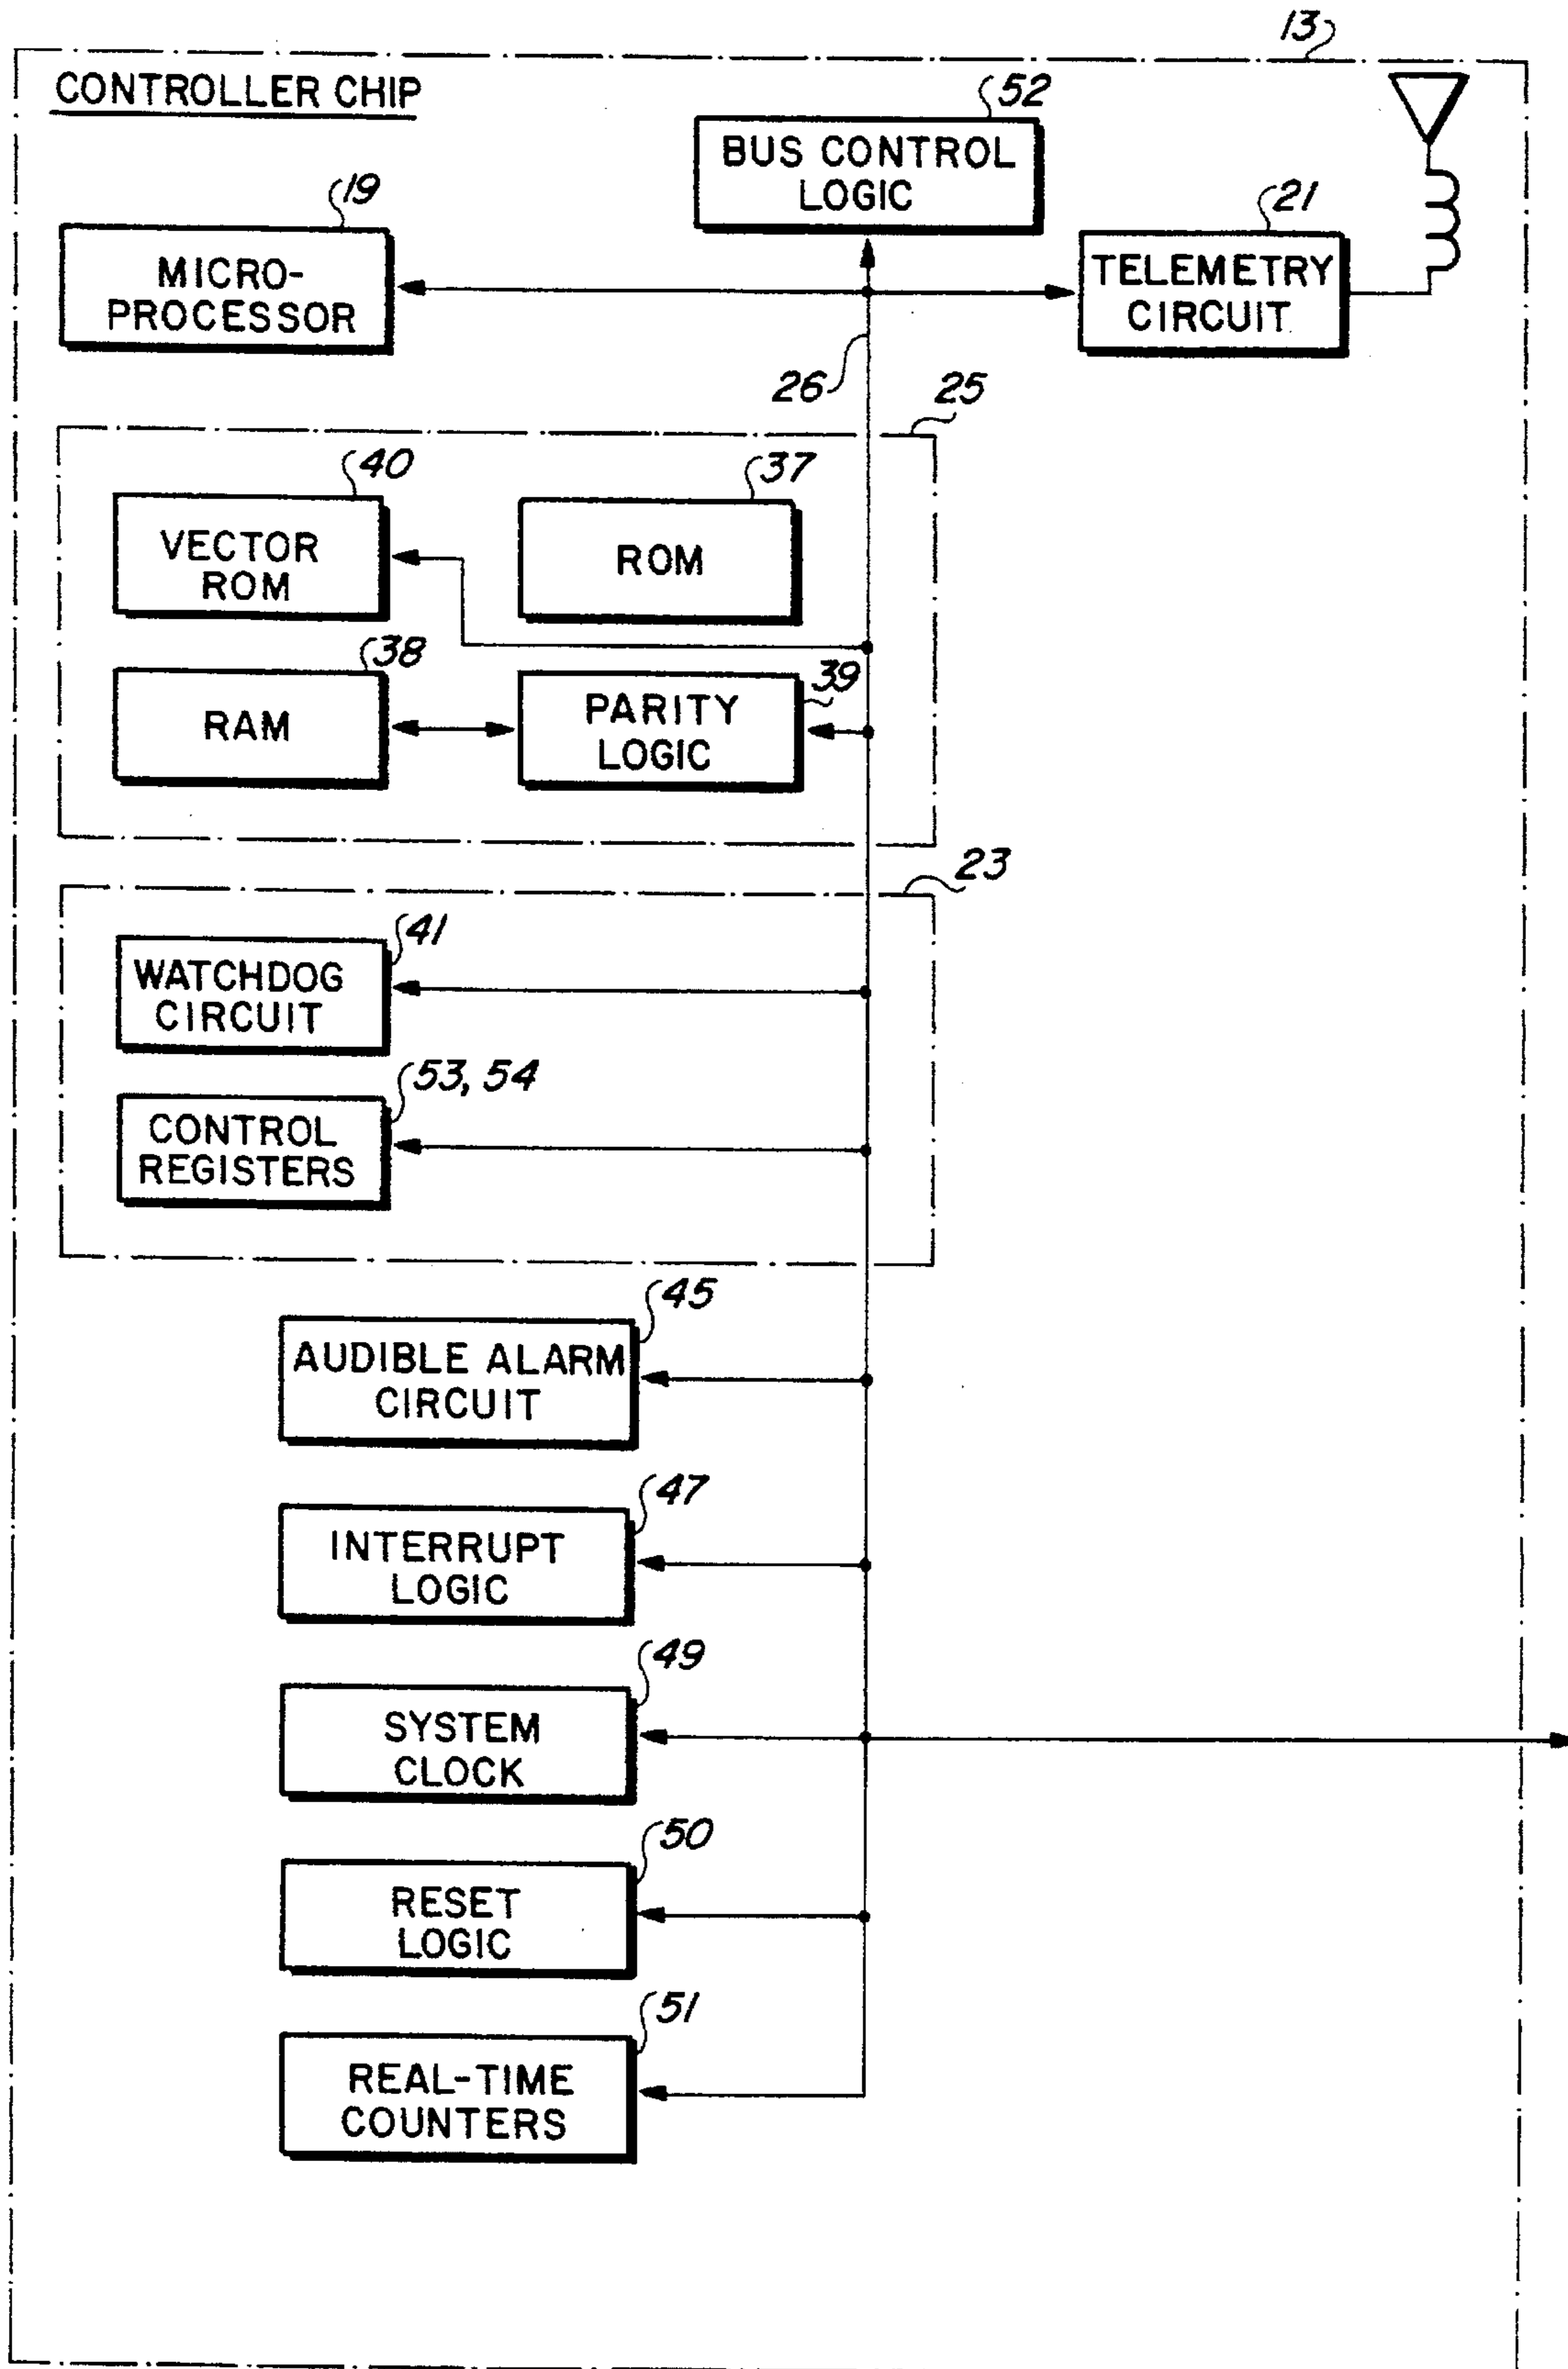 13
CONTROLLER CHIP
52
BUS CONTROL
LOGIC
19
MICRO-
PROCESSOR
21
TELEMETRY
CIRCUIT
26
25
40
VECTOR
ROM
37
ROM
38
RAM
39
PARITY
LOGIC
23
41
WATCHDOG
CIRCUIT
53, 54
CONTROL
REGISTERS
45
AUDIBLE ALARM
CIRCUIT
47
INTERRUPT
LOGIC
49
SYSTEM
CLOCK
50
RESET
LOGIC
51
REAL-TIME
COUNTERS